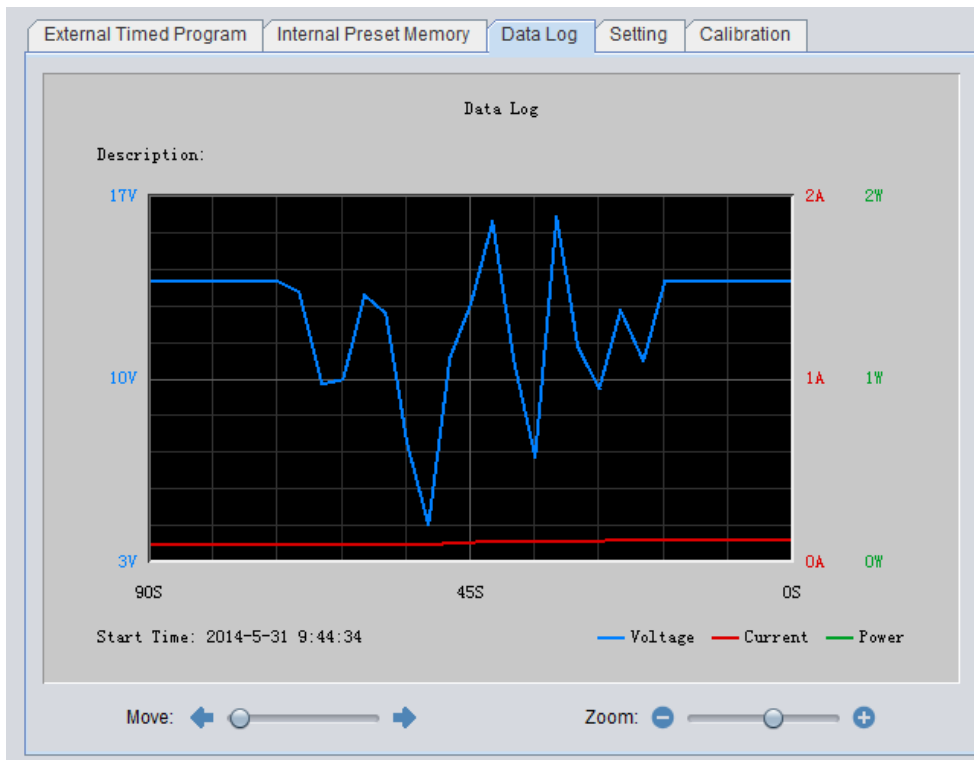 External Timed Program Internal Preset Memory Data Log Setting Calibration
Data Log
Description:
17V 2A 2W
10V 1A 1W
3V 0A 0W
90S 45S 0S
Start Time: 2014-5-31 9:44:34 Voltage Current Power
Move: Zoom: